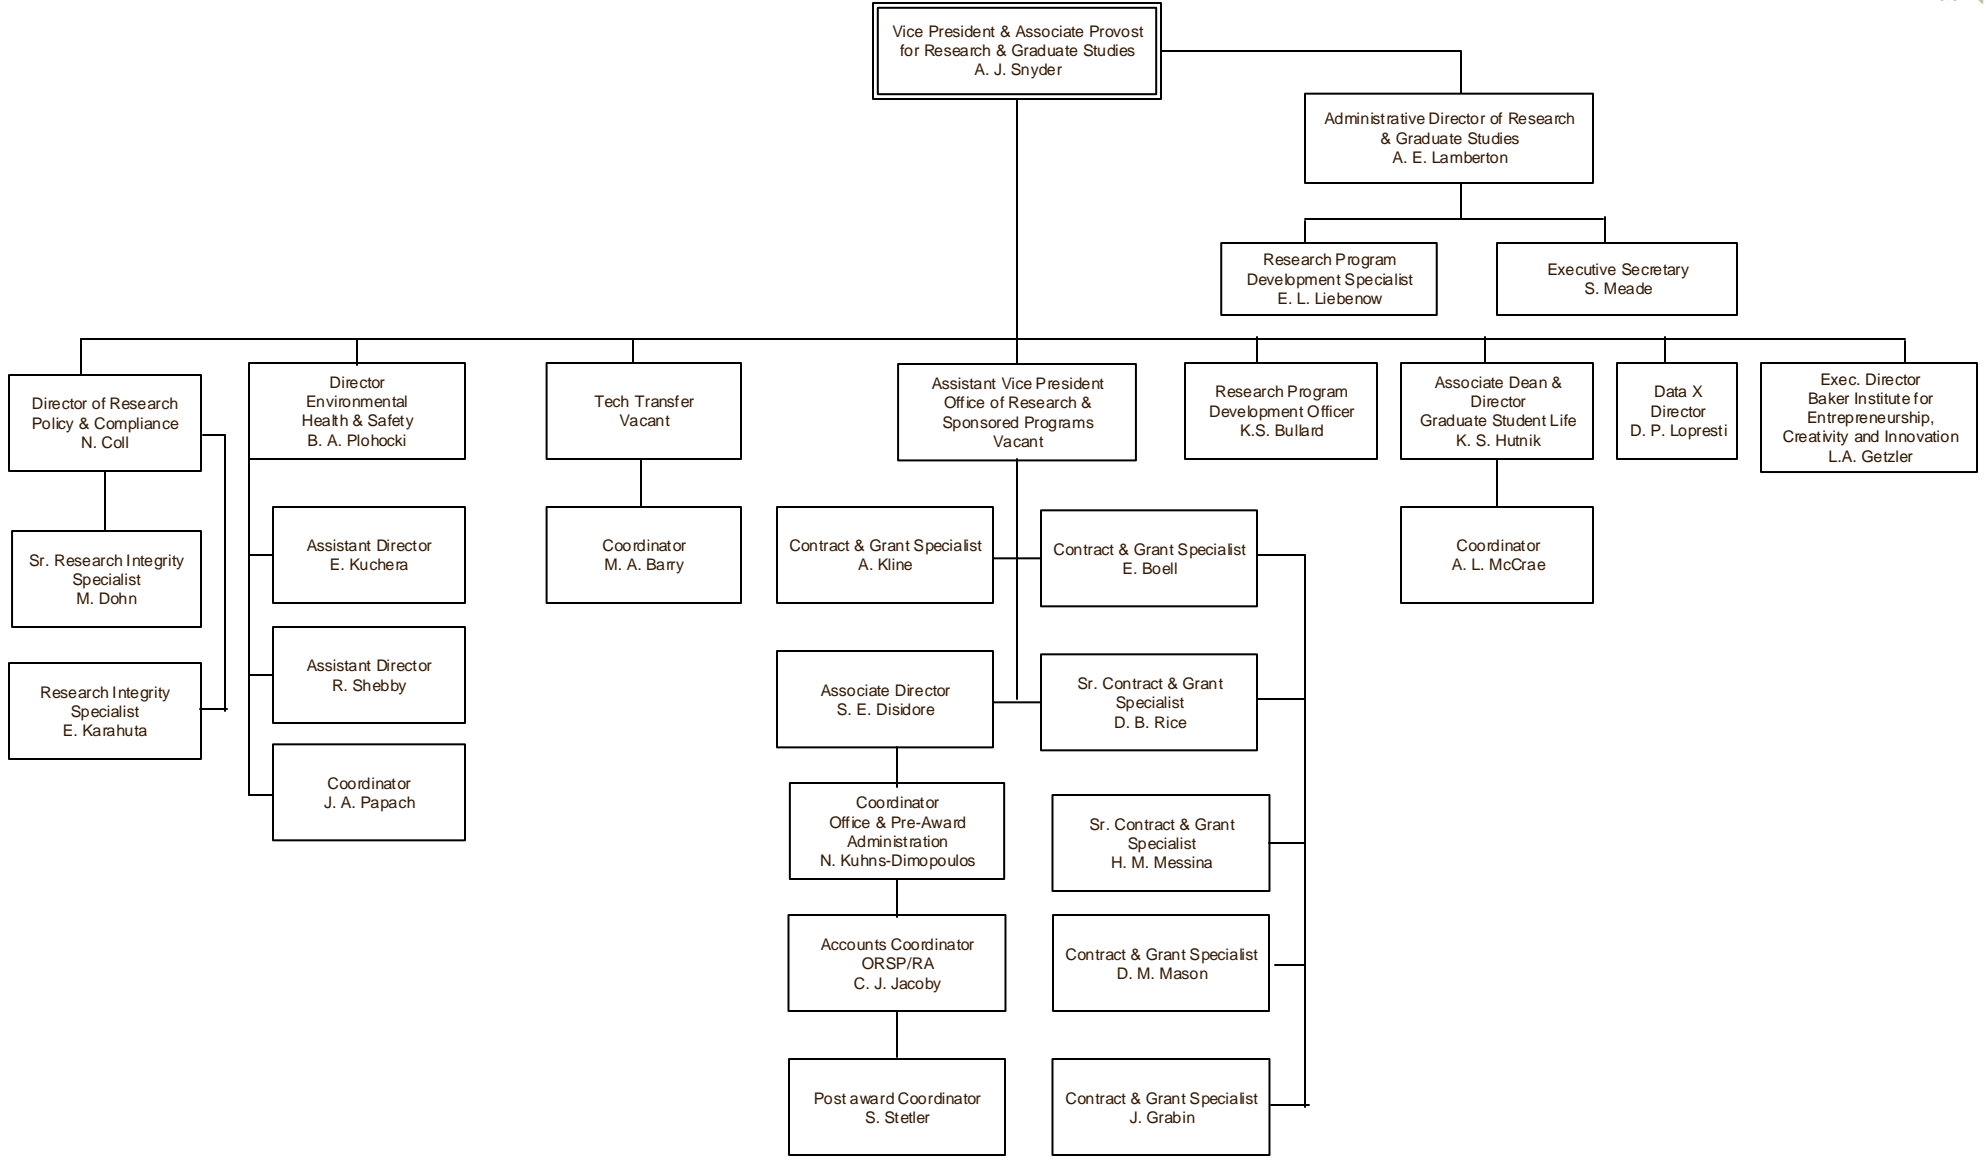 Vice President & Associate Provost
for Research & Graduate Studies
A. J. Snyder
Administrative Director of Research
& Graduate Studies
A. E. Lamberton
Research Program
Development Specialist
E. L. Liebenow
Executive Secretary
S. Meade
Director of Research
Policy & Compliance
N. Coll
Director
Environmental
Health & Safety
B. A. Plohocki
Tech Transfer
Vacant
Assistant Vice President
Office of Research &
Sponsored Programs
Vacant
Research Program
Development Officer
K.S. Bullard
Associate Dean &
Director
Graduate Student Life
K. S. Hutnik
Data X
Director
D. P. Lopresti
Exec. Director
Baker Institute for
Entrepreneurship,
Creativity and Innovation
L.A. Getzler
Sr. Research Integrity
Specialist
M. Dohn
Assistant Director
E. Kuchera
Coordinator
M. A. Barry
Contract & Grant Specialist
A. Kline
Contract & Grant Specialist
E. Boell
Coordinator
A. L. McCrae
Research Integrity
Specialist
E. Karahuta
Assistant Director
R. Shebby
Associate Director
S. E. Disidore
Sr. Contract & Grant
Specialist
D. B. Rice
Coordinator
J. A. Papach
Coordinator
Office & Pre-Award
Administration
N. Kuhns-Dimopoulos
Sr. Contract & Grant
Specialist
H. M. Messina
Accounts Coordinator
ORSP/RA
C. J. Jacoby
Contract & Grant Specialist
D. M. Mason
Post award Coordinator
S. Stetler
Contract & Grant Specialist
J. Grabin